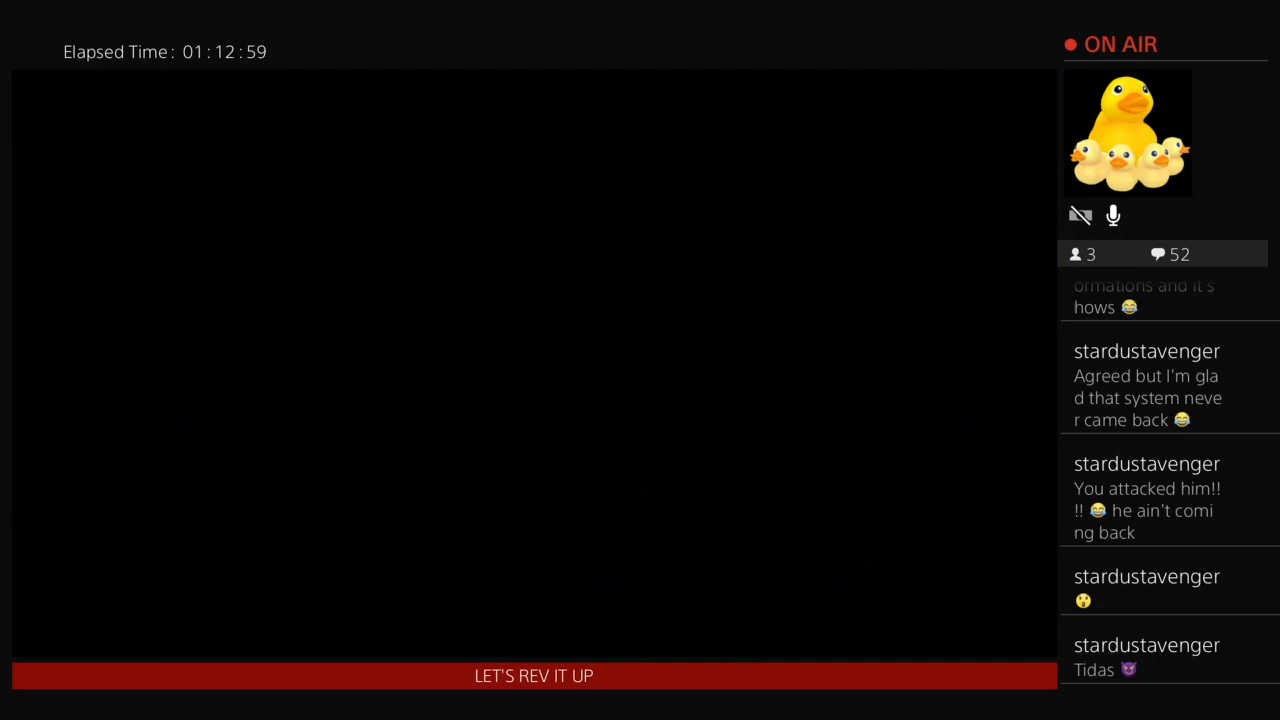 Elapsed Time: 01:12:59
ON AIR
3
52
ormations and it s
hows 😂
stardustavenger
Agreed but I'm gla
d that system neve
r came back 😂
stardustavenger
You attacked him!!
!! 😂 he ain't comi
ng back
stardustavenger
😲
stardustavenger
Tidas 😈
LET'S REV IT UP